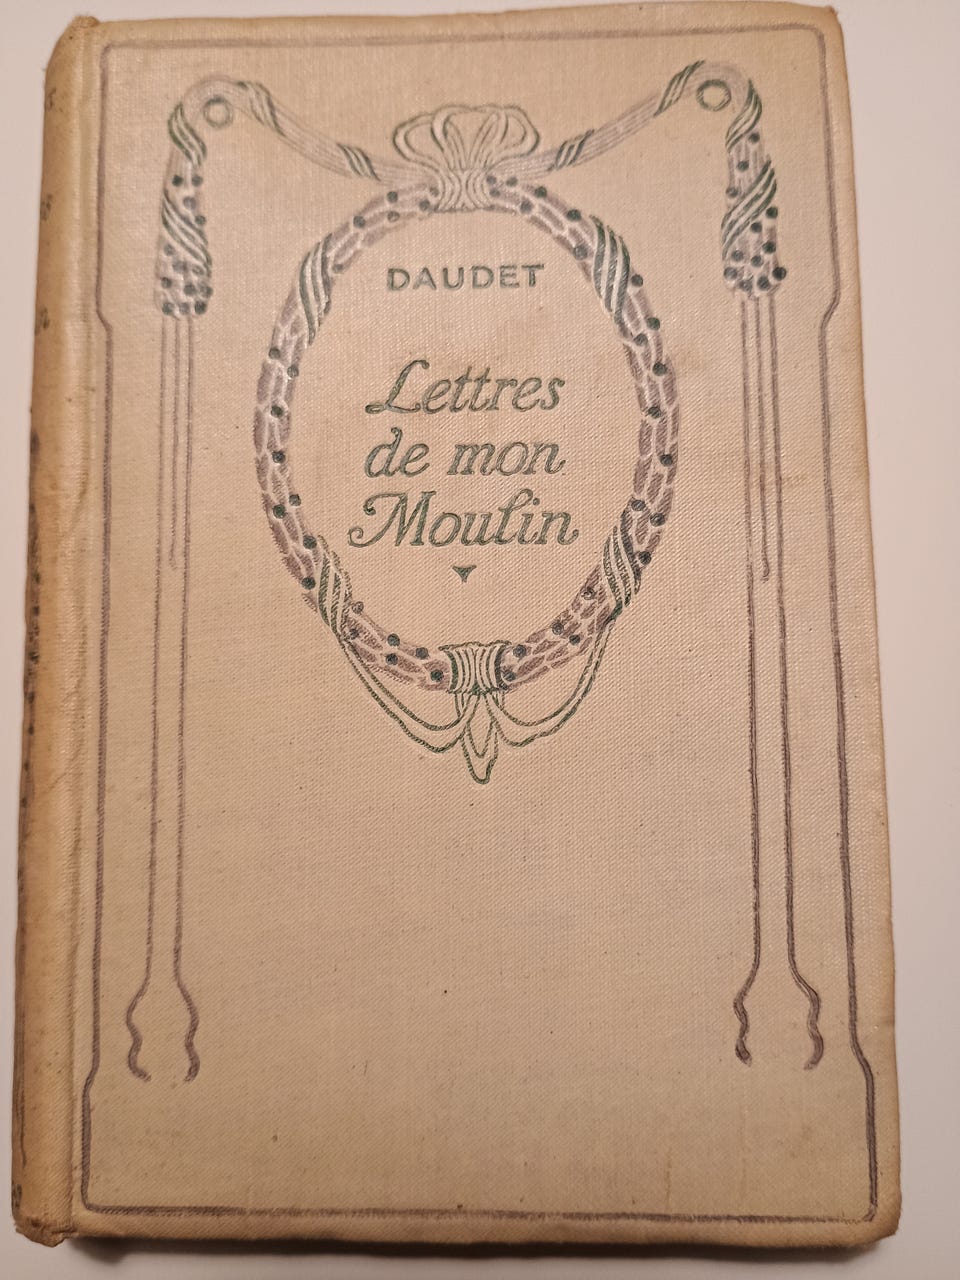 DAUDET
Lettres
de mon
Moulin